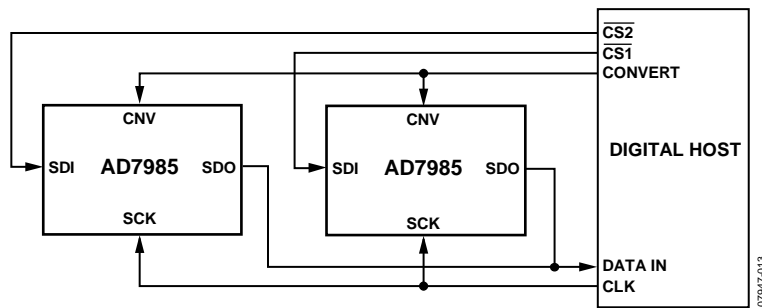 CS2
CS1
CONVERT
CNV
CNV
DIGITAL HOST
SDI AD7985 SDO
SDI AD7985 SDO
SCK
SCK
DATA IN
CLK
07947-013